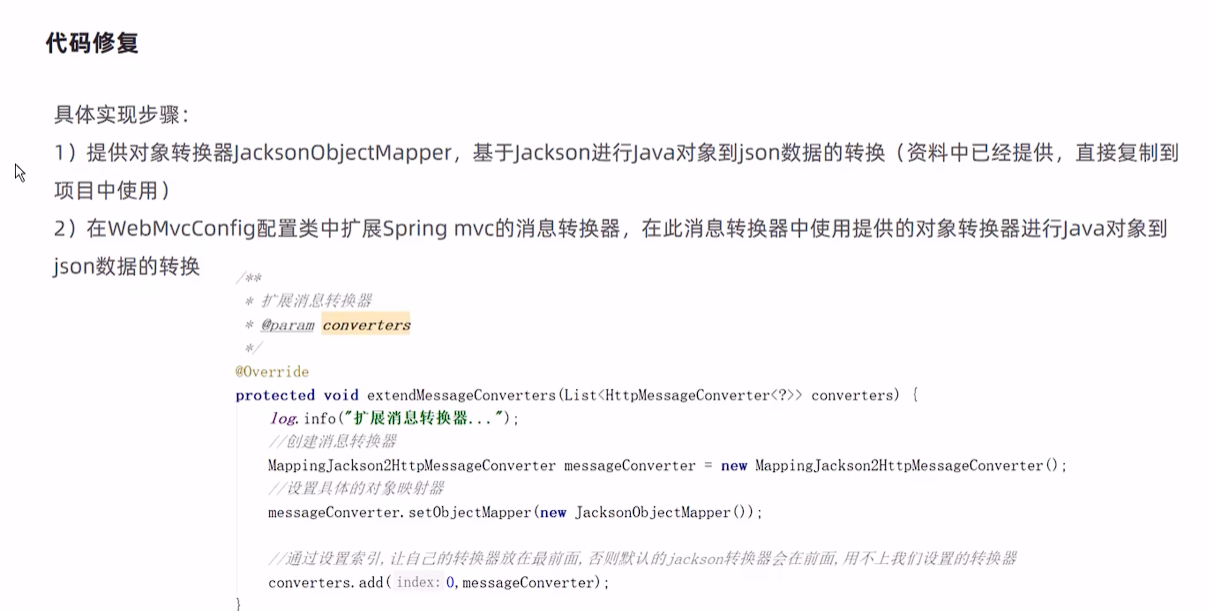 代码修复
具体实现步骤：
1）提供对象转换器JacksonObjectMapper，基于Jackson进行Java对象到json数据的转换（资料中已经提供，直接复制到
项目中使用）
2）在WebMvcConfig配置类中扩展Spring mvc的消息转换器，在此消息转换器中使用提供的对象转换器进行Java对象到
json数据的转换
/**
* 扩展消息转换器
* @param converters
*/
@Override
protected void extendMessageConverters(List<HttpMessageConverter<?>> converters) {
log.info("扩展消息转换器...");
//创建消息转换器
MappingJackson2HttpMessageConverter messageConverter = new MappingJackson2HttpMessageConverter();
//设置具体的对象映射器
messageConverter.setObjectMapper(new JacksonObjectMapper());
//通过设置索引,让自己的转换器放在最前面,否则默认的jackson转换器会在前面,用不上我们设置的转换器
converters.add( index: 0,messageConverter);
}